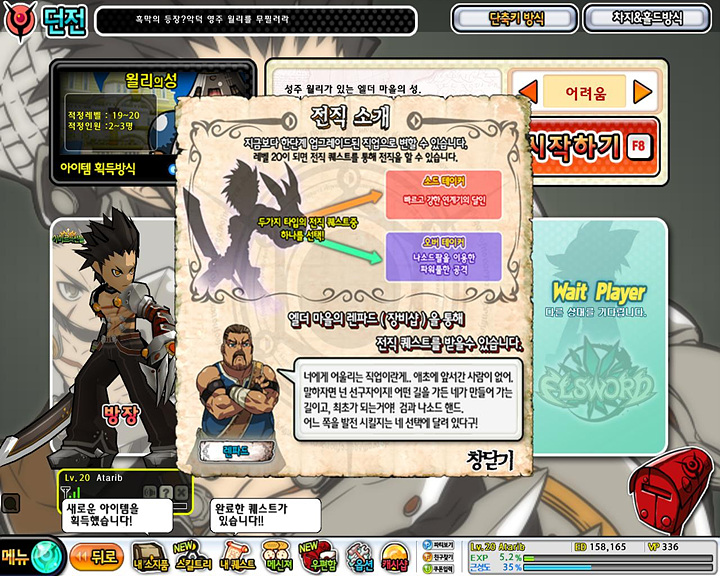 던전
흑막의 등장?악덕 영주 월리를 무찔러라
단축키 방식
차지&홀드방식
월리의성
적정레벨 : 19~20
적정인원 : 2~3명
아이템 획득방식
성주 월리가 있는 엘더 마을의 성.
어려움
시작하기 F8
전직 소개
지금보다 한단계 업그레이드된 직업으로 변할 수 있습니다.
레벨 20이 되면 전직 퀘스트를 통해 전직을 할 수 있습니다.
두가지 타입의 전직 퀘스트중
하나를 선택!
소드 테이커
빠르고 강한 연계기의 달인
오버 테이커
나소드팔을 이용한
파워풀한 공격
엘더 마을의 렌파드(장비샵)을 통해
전직 퀘스트를 받을수 있습니다.
너에게 어울리는 직업이란게.. 애초에 앞서간 사람이 없어.
말하자면 넌 선구자이지! 어떤 길을 가든 네가 만들어 가는
길이고, 최초가 되는거야! 검과 나소드 핸드.
어느 쪽을 발전 시킬지는 네 선택에 달려 있다구!
렌파드
창닫기
방장
Lv.20 Atarib
Wait Player
다른 상대를 기다립니다.
ELSWORD
새로운 아이템을
획득했습니다!
완료한 퀘스트가
있습니다!!
메뉴
뒤로
내 소지품
NEW
스킬트리
내 퀘스트
메신저
NEW
우편함
옵션
캐시샵
파티보기
친구찾기
쿠폰입력
Lv.20 Atarib
ED 158,165
VP 336
EXP 5.2%
근성도 35%